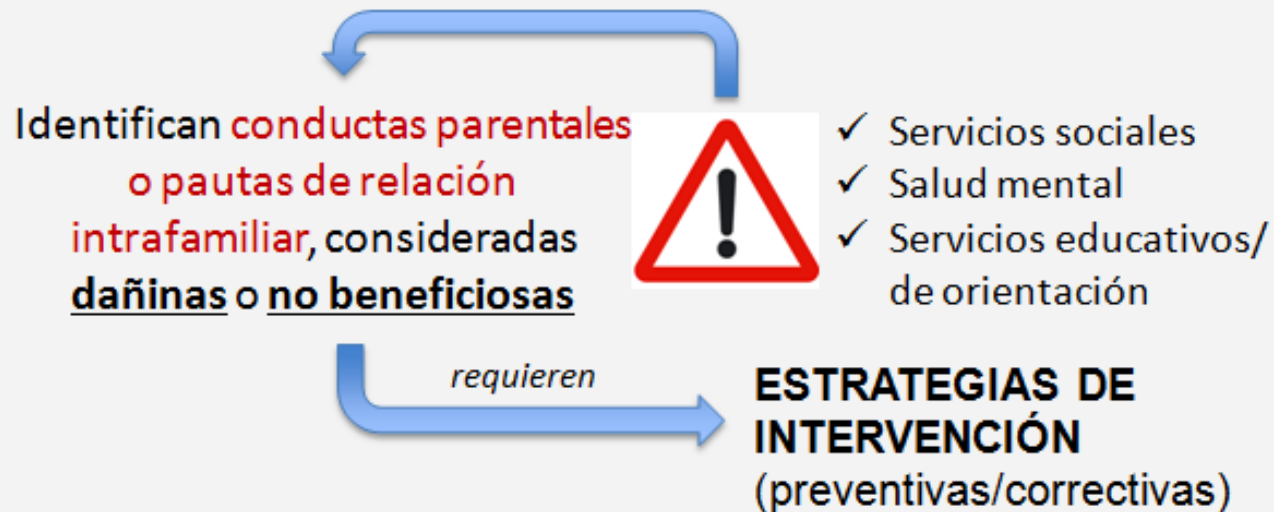 Identifican conductas parentales
o pautas de relación
intrafamiliar, consideradas
dañinas o no beneficiosas
✓ Servicios sociales
✓ Salud mental
✓ Servicios educativos/
de orientación
requieren
ESTRATEGIAS DE
INTERVENCIÓN
(preventivas/correctivas)